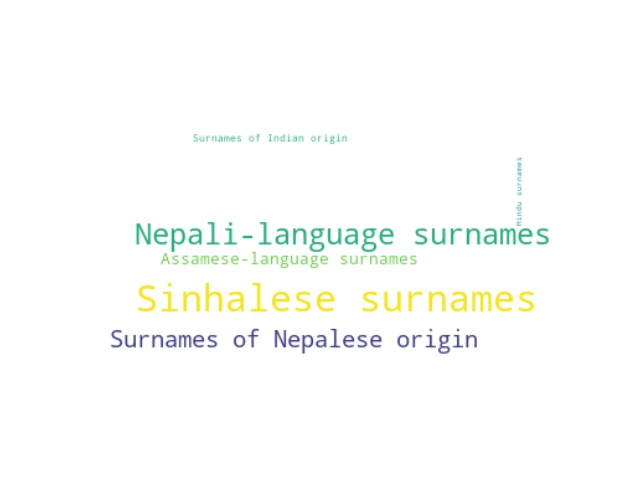 Surnames of Indian origin
Hindu surnames
Nepali-language surnames
Assamese-language surnames
Sinhalese surnames
Surnames of Nepalese origin